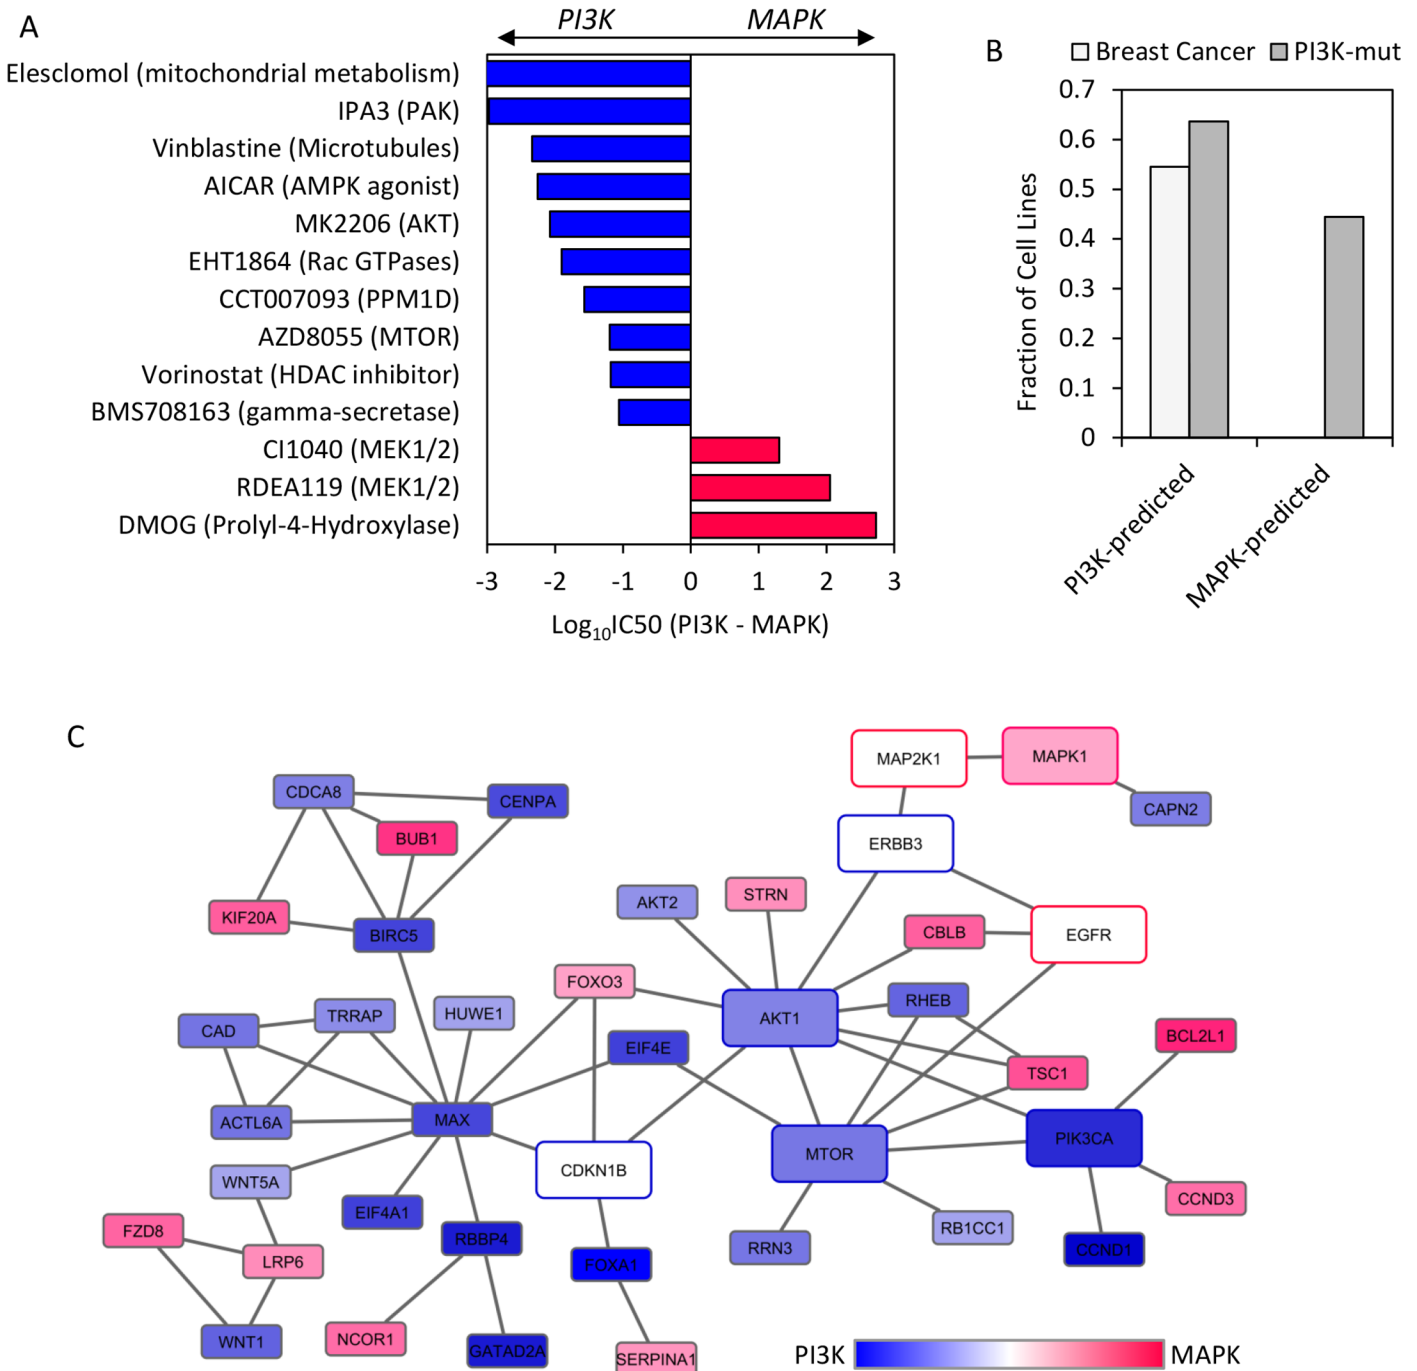 A
PI3K MAPK
Elesclomol (mitochondrial metabolism)
IPA3 (PAK)
Vinblastine (Microtubules)
AICAR (AMPK agonist)
MK2206 (AKT)
EHT1864 (Rac GTPases)
CCT007093 (PPM1D)
AZD8055 (MTOR)
Vorinostat (HDAC inhibitor)
BMS708163 (gamma-secretase)
CI1040 (MEK1/2)
RDEA119 (MEK1/2)
DMOG (Prolyl-4-Hydroxylase)
-3 -2 -1 0 1 2 3
Log10IC50 (PI3K - MAPK)
B
Breast Cancer PI3K-mut
Fraction of Cell Lines
0.7
0.6
0.5
0.4
0.3
0.2
0.1
0
PI3K-predicted
MAPK-predicted
C
MAP2K1
MAPK1
CDCA8
CENPA
CAPN2
BUB1
ERBB3
AKT2
STRN
KIF20A
BIRC5
CBLB
EGFR
FOXO3
RHEB
HUWE1
TRRAP
AKT1
CAD
EIF4E
BCL2L1
TSC1
ACTL6A
MAX
PIK3CA
MTOR
CDKN1B
WNT5A
CCND3
EIF4A1
RB1CC1
FZD8
RBBP4
RRN3
CCND1
LRP6
FOXA1
WNT1
NCOR1
GATAD2A
SERPINA1
PI3K MAPK